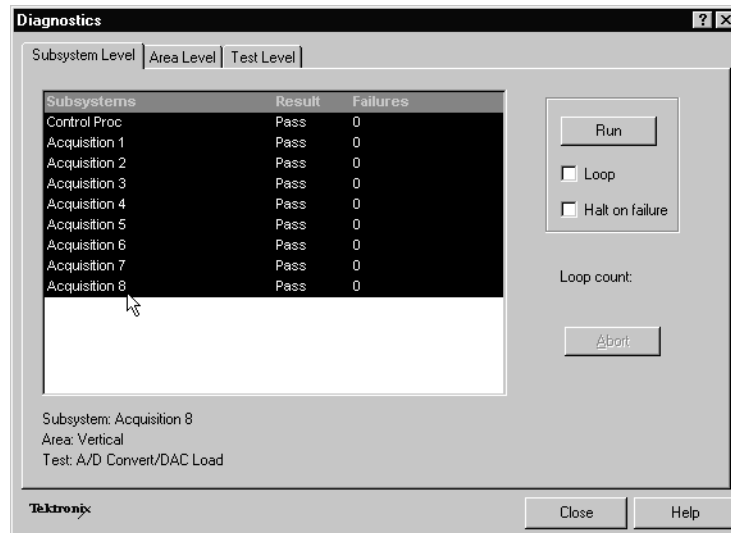 Diagnostics
Subsystem Level Area Level Test Level
Subsystems Result Failures
Control Proc Pass 0
Acquisition 1 Pass 0
Acquisition 2 Pass 0
Acquisition 3 Pass 0
Acquisition 4 Pass 0
Acquisition 5 Pass 0
Acquisition 6 Pass 0
Acquisition 7 Pass 0
Acquisition 8 Pass 0
Run
Loop
Halt on failure
Loop count:
Abort
Subsystem: Acquisition 8
Area: Vertical
Test: A/D Convert/DAC Load
Tektronix
Close Help